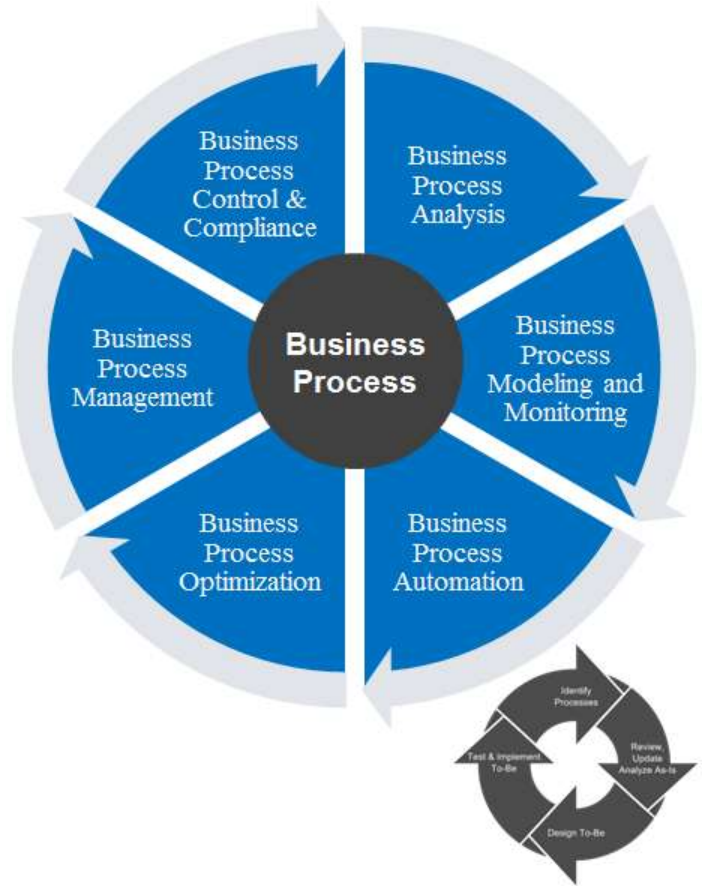 Business
Process
Control &
Compliance
Business
Process
Analysis
Business
Process
Modeling and
Monitoring
Business
Process
Automation
Business
Process
Optimization
Business
Process
Management
Business
Process
Identify
Processes
Review,
Update
Analyze As-Is
Design To-Be
Test & Implement
To-Be